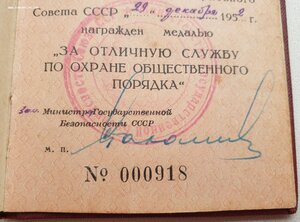 Совета СССР „29" декабря 1952 г.
награжден медалью
„ЗА ОТЛИЧНУЮ СЛУЖБУ
ПО ОХРАНЕ ОБЩЕСТВЕННОГО
ПОРЯДКА“
Зам. Министр Государственной
Безопасности СССР
м. п.
№ 000918